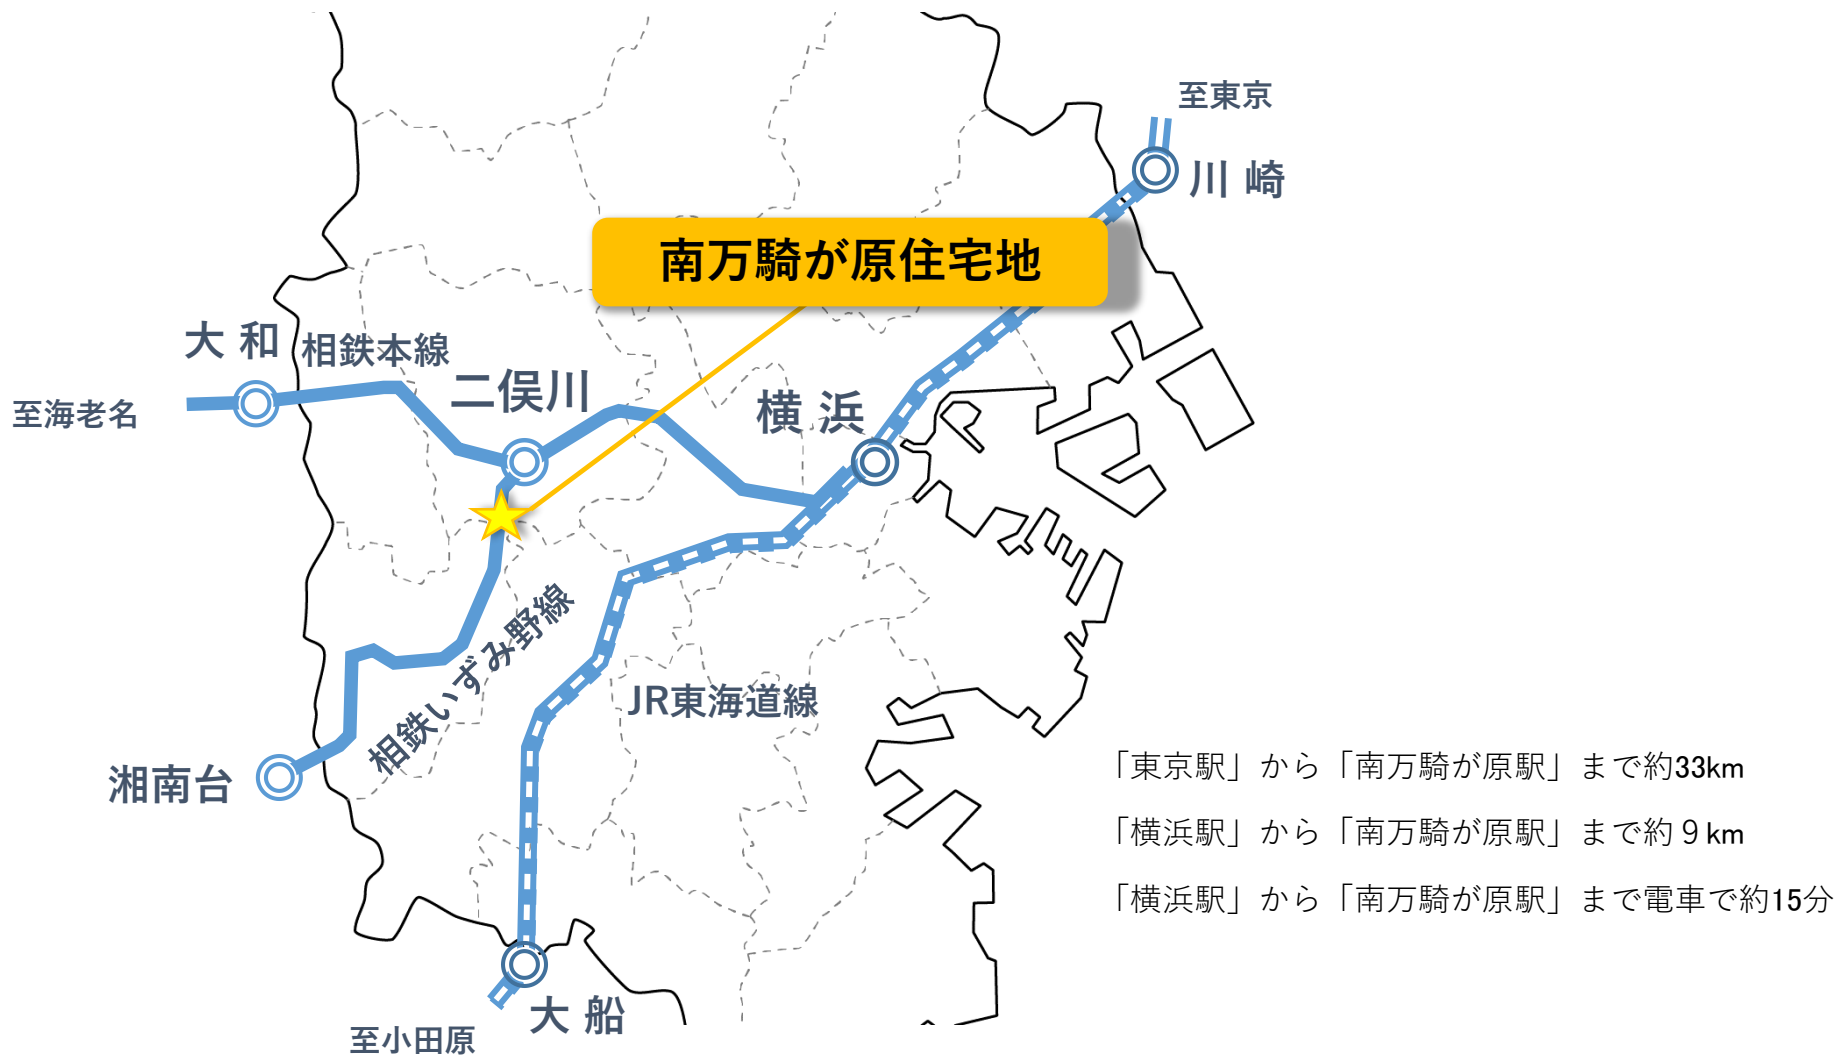 至東京
川 崎
南万騎が原住宅地
大 和
相鉄本線
二俣川
横 浜
至海老名
相鉄いずみ野線
JR東海道線
湘南台
「東京駅」から「南万騎が原駅」まで約33km
「横浜駅」から「南万騎が原駅」まで約９km
「横浜駅」から「南万騎が原駅」まで電車で約15分
大 船
至小田原